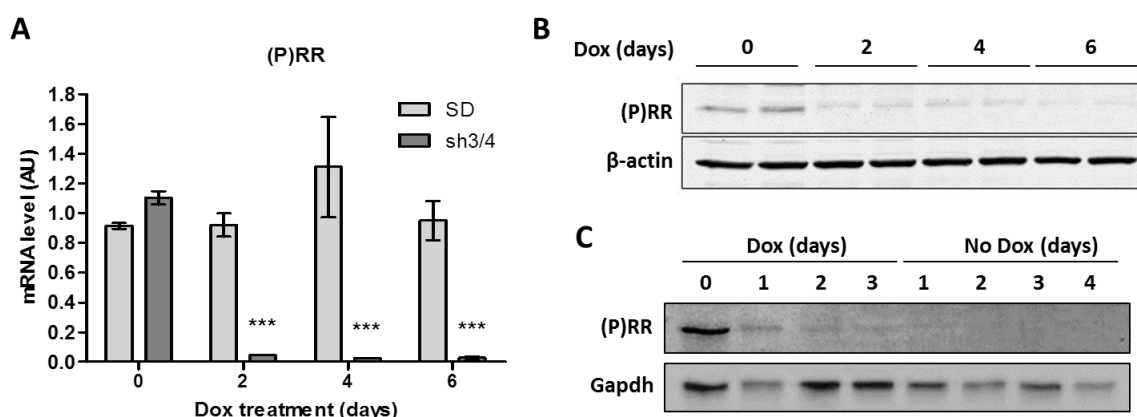 A
(P)RR
mRNA level (AU)
1.8
1.6
1.4
1.2
1.0
0.8
0.6
0.4
0.2
0.0
SD
sh3/4
*** *** ***
0 2 4 6
Dox treatment (days)
B
Dox (days) 0 2 4 6
(P)RR
β-actin
C
Dox (days) No Dox (days)
0 1 2 3 1 2 3 4
(P)RR
Gapdh